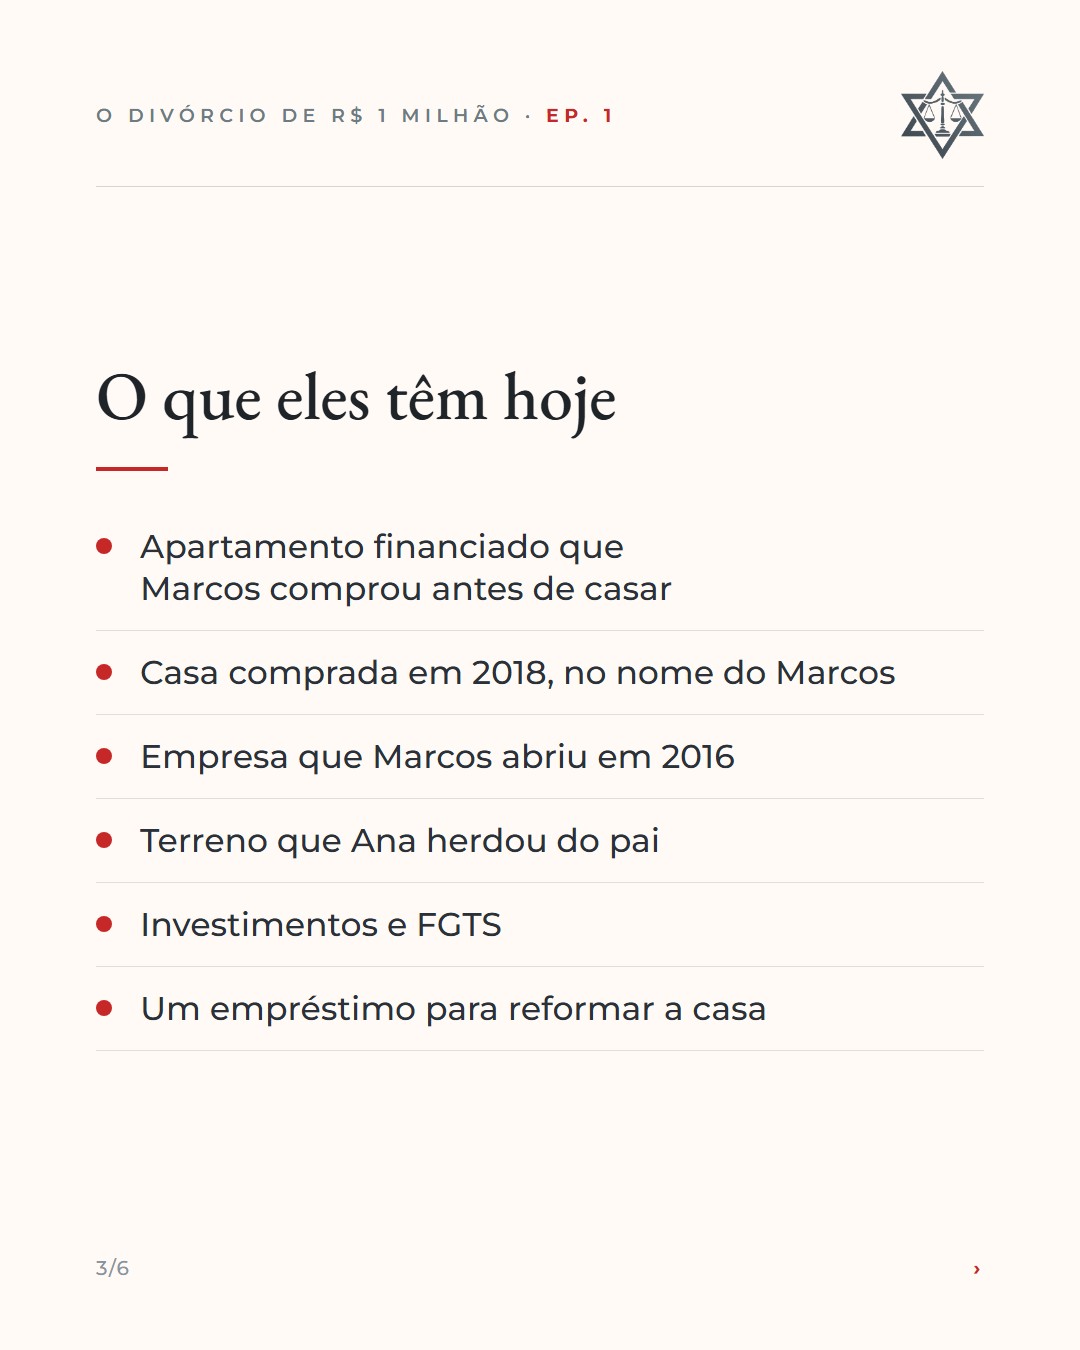 O DIVÓRCIO DE R$ 1 MILHÃO · EP. 1
O que eles têm hoje
Apartamento financiado que
Marcos comprou antes de casar
Casa comprada em 2018, no nome do Marcos
Empresa que Marcos abriu em 2016
Terreno que Ana herdou do pai
Investimentos e FGTS
Um empréstimo para reformar a casa
3/6 ›